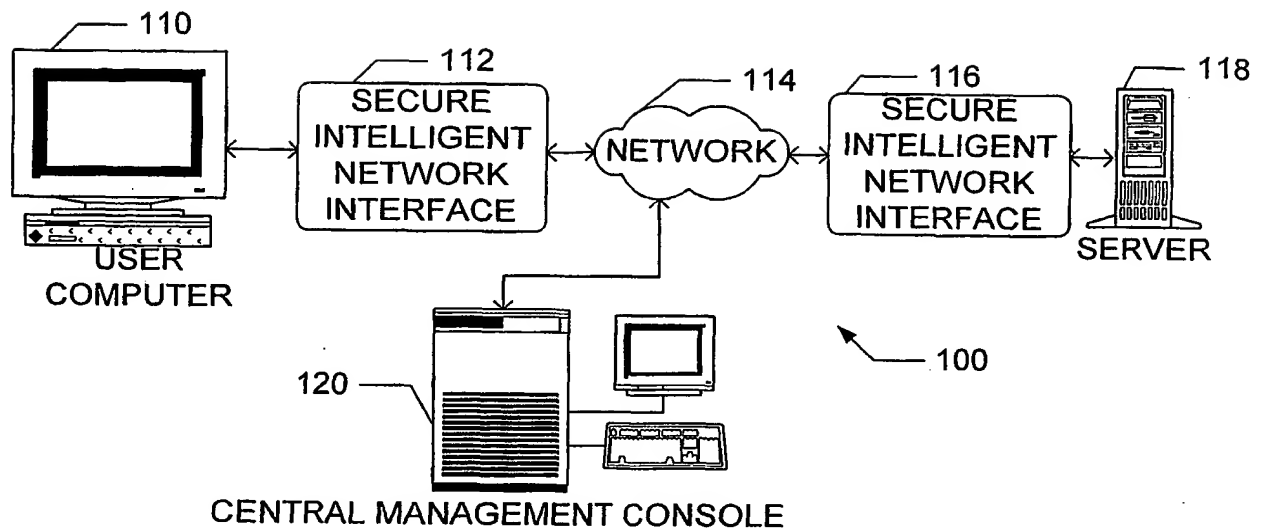 110
112
114
116
118
SECURE
INTELLIGENT
NETWORK
INTERFACE
NETWORK
SECURE
INTELLIGENT
NETWORK
INTERFACE
USER
COMPUTER
SERVER
120
100
CENTRAL MANAGEMENT CONSOLE